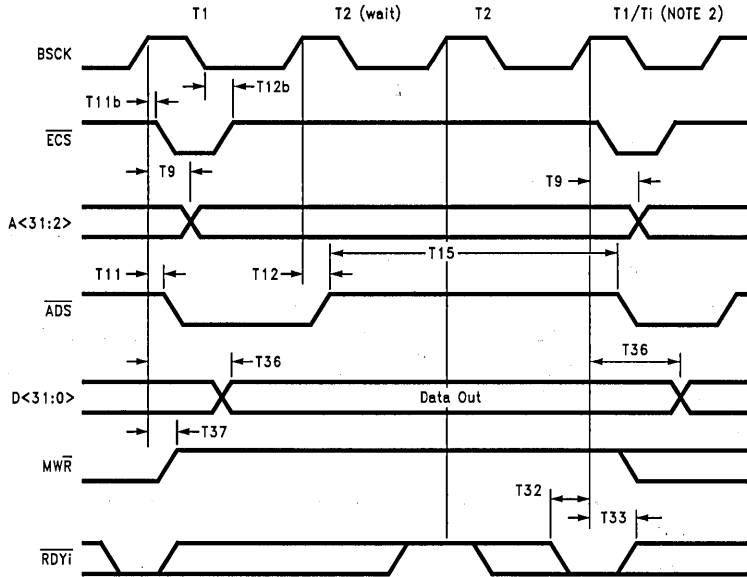 T1 T2 (wait) T2 T1/Ti (NOTE 2)
BSCK
T11b T12b
ECS
T9 T9
A<31:2>
T15
T11 T12
ADS
T36 T36
D<31:0> Data Out
T37
MWR
T32
T33
RDYi